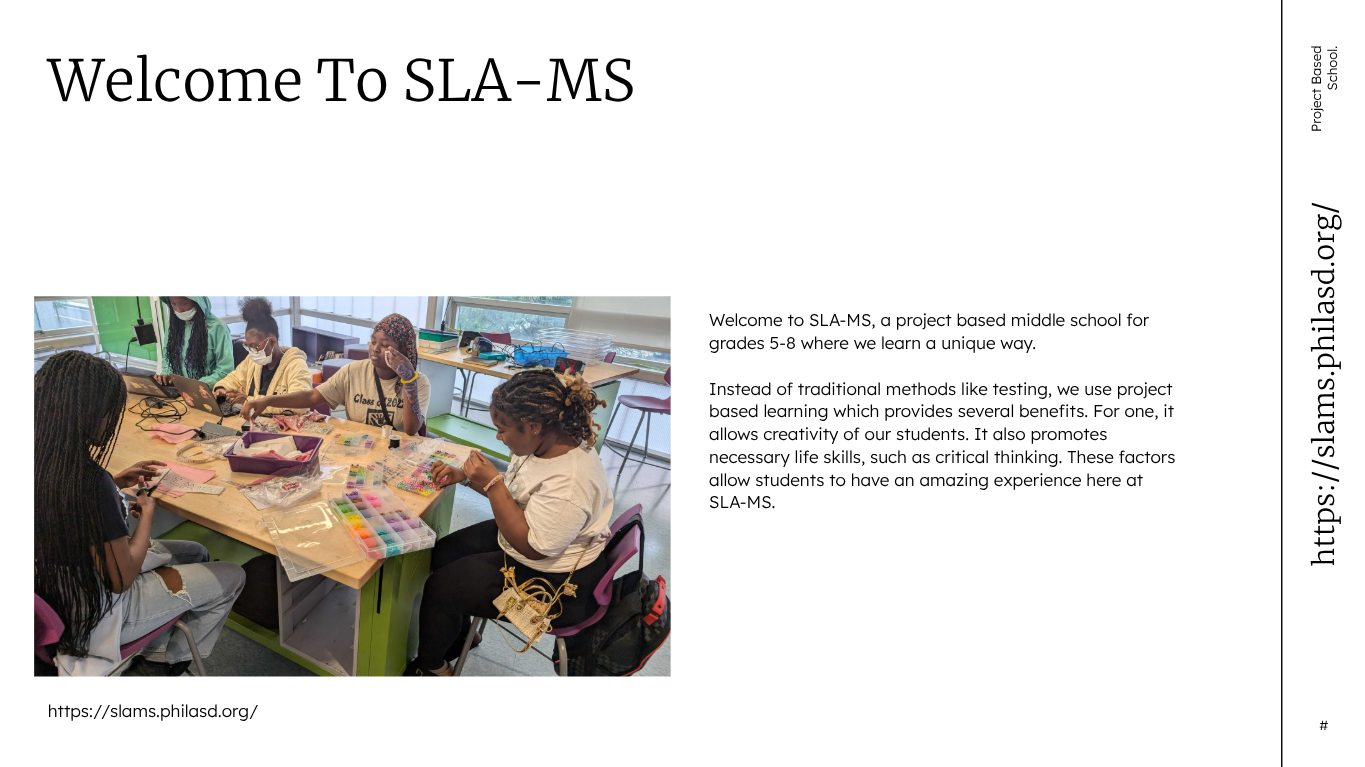 Welcome To SLA-MS
Welcome to SLA-MS, a project based middle school for
grades 5-8 where we learn a unique way.
Instead of traditional methods like testing, we use project
based learning which provides several benefits. For one, it
allows creativity of our students. It also promotes
necessary life skills, such as critical thinking. These factors
allow students to have an amazing experience here at
SLA-MS.
Class of 202
https://slams.philasd.org/
Project Based
School.
https://slams.philasd.org/
#